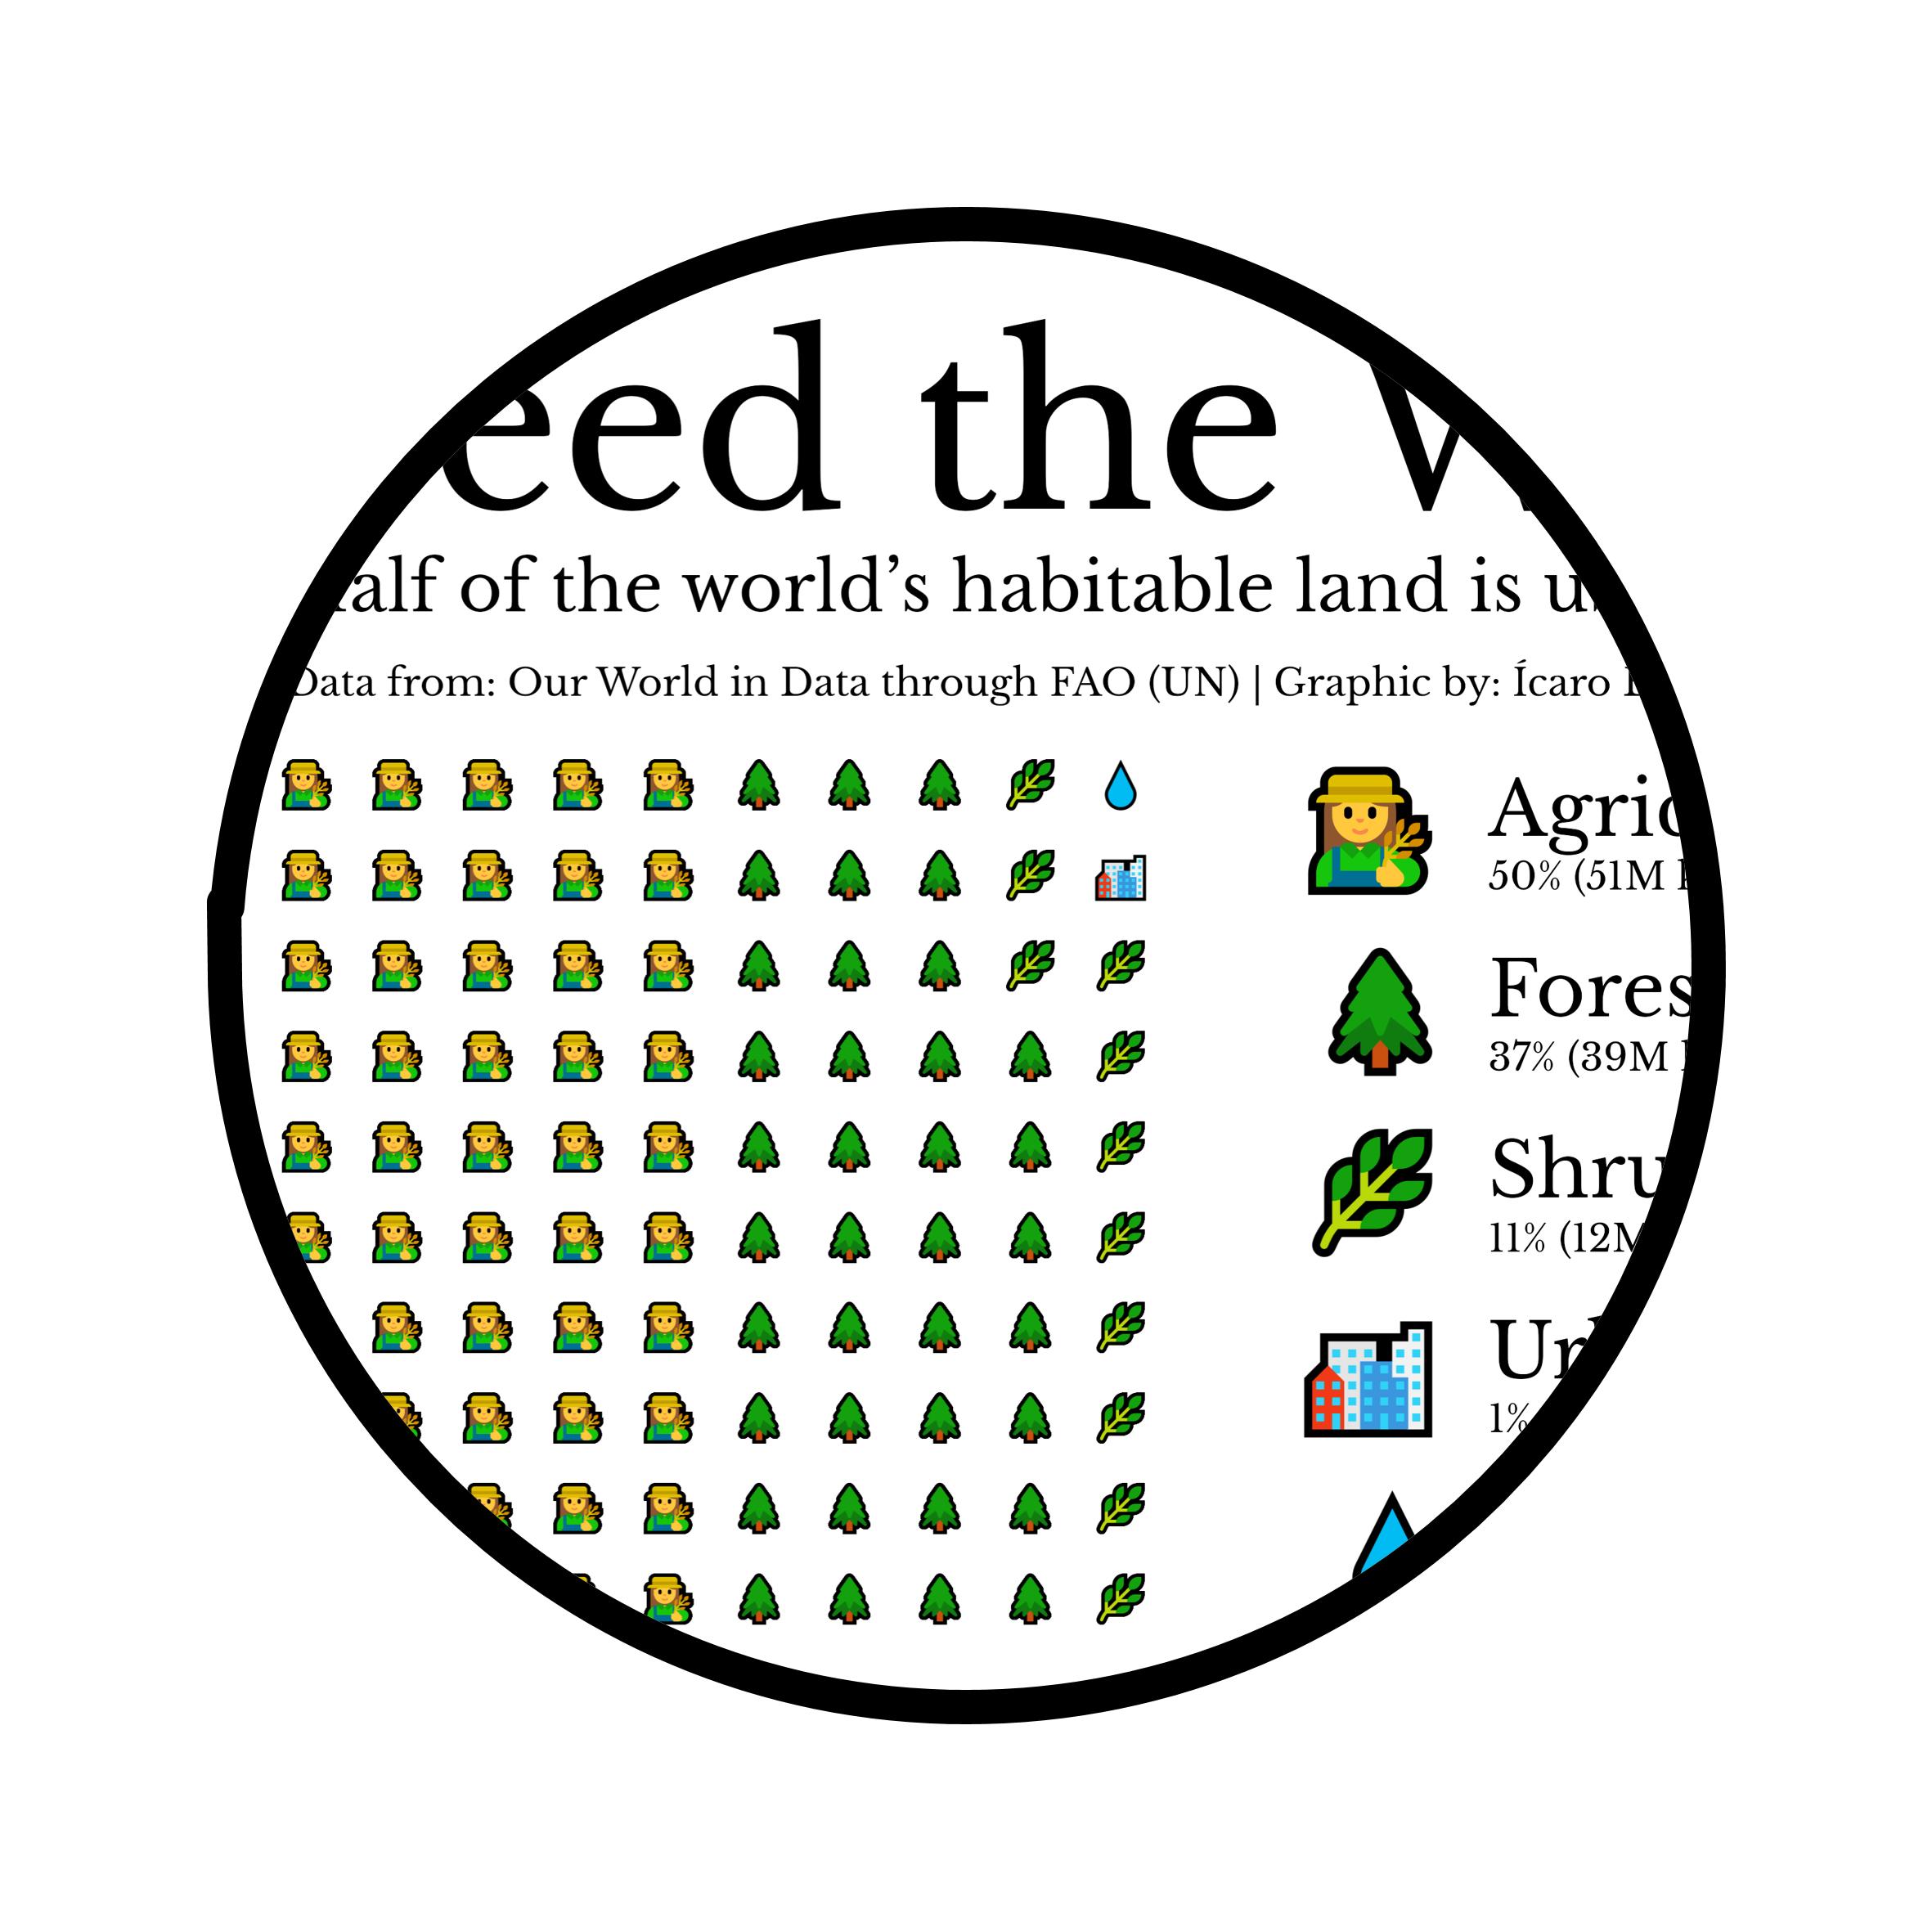 eed the
alf of the world’s habitable land is u
Data from: Our World in Data through FAO (UN) | Graphic by: Ícaro
Agric
50% (51M
Fores
37% (39M
Shru
11% (12M
Ur
1%